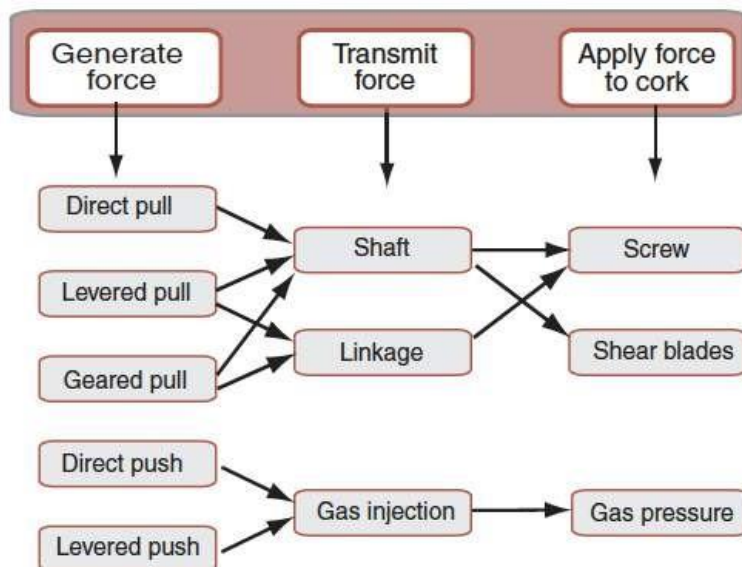 Generate
force
Transmit
force
Apply force
to cork
Direct pull
Levered pull
Geared pull
Direct push
Levered push
Shaft
Linkage
Gas injection
Screw
Shear blades
Gas pressure